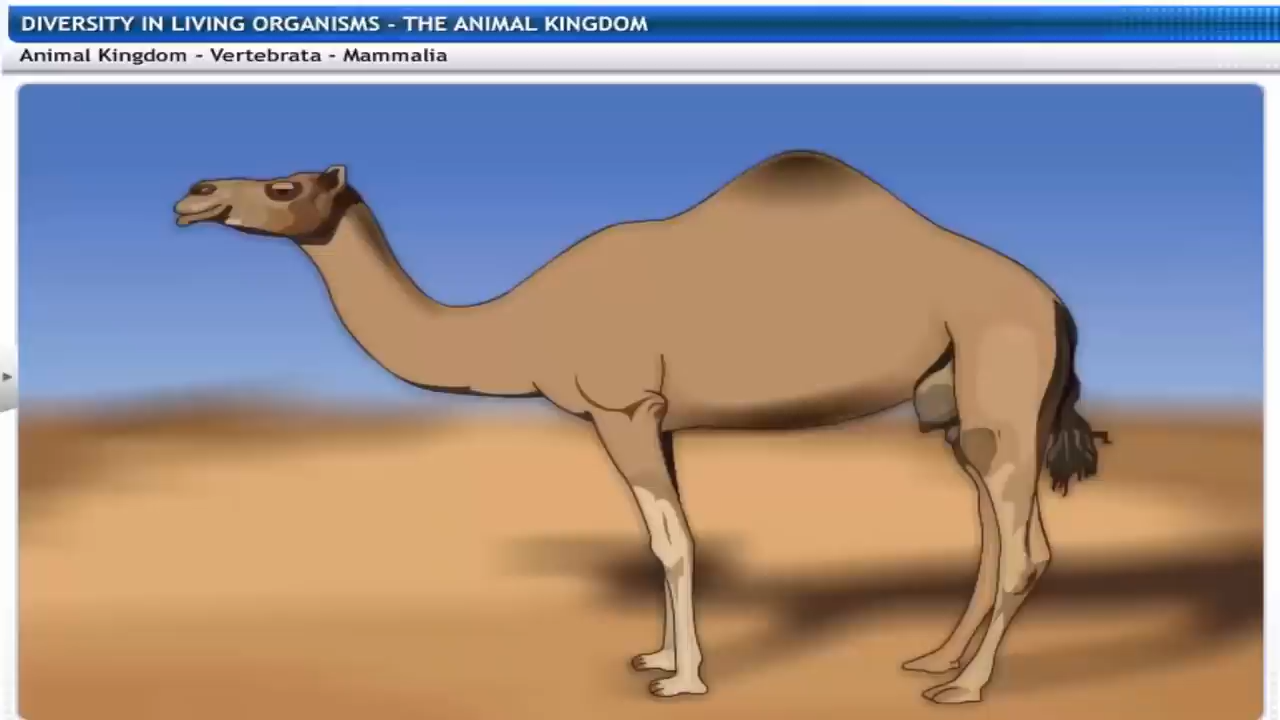 DIVERSITY IN LIVING ORGANISMS - THE ANIMAL KINGDOM
Animal Kingdom - Vertebrata - Mammalia